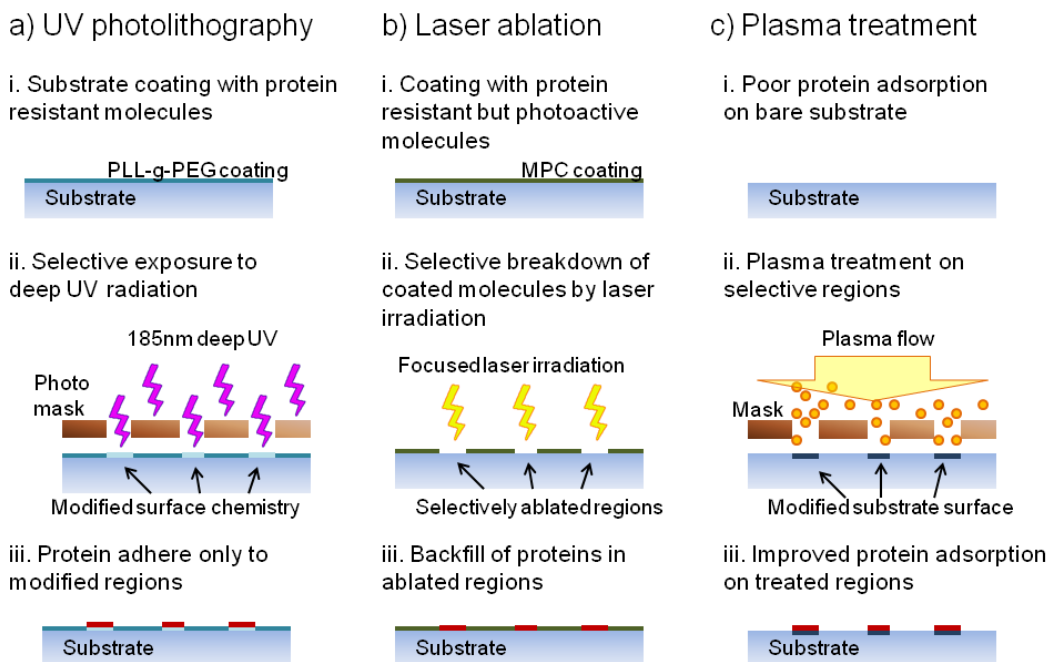 a) UV photolithography
i. Substrate coating with protein
resistant molecules
PLL-g-PEG coating
Substrate
ii. Selective exposure to
deep UV radiation
185nm deep UV
Photo
mask
Modified surface chemistry
iii. Protein adhere only to
modified regions
Substrate
b) Laser ablation
i. Coating with protein
resistant but photoactive
molecules
MPC coating
Substrate
ii. Selective breakdown of
coated molecules by laser
irradiation
Focused laser irradiation
Selectively ablated regions
iii. Backfill of proteins in
ablated regions
Substrate
c) Plasma treatment
i. Poor protein adsorption
on bare substrate
Substrate
ii. Plasma treatment on
selective regions
Plasma flow
Mask
Modified substrate surface
iii. Improved protein adsorption
on treated regions
Substrate